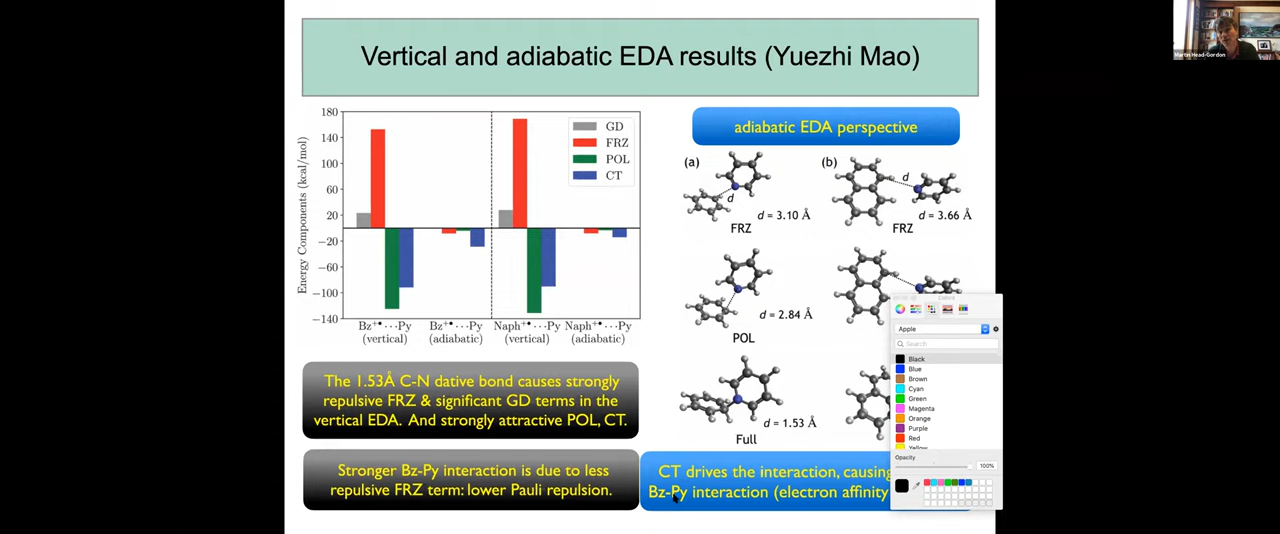 Vertical and adiabatic EDA results (Yuezhi Mao)
Martin Head-Gordon
Energy Components (kcal/mol)
180
140
100
60
20
−20
−60
−100
−140
GD
FRZ
POL
CT
Bz+•···Py
(vertical)
Bz+•···Py
(adiabatic)
Naph+•···Py
(vertical)
Naph+•···Py
(adiabatic)
adiabatic EDA perspective
(a)
d
d = 3.10 Å
FRZ
(b)
d
d = 3.66 Å
FRZ
d = 2.84 Å
POL
d = 1.53 Å
Full
The 1.53Å C-N dative bond causes strongly
repulsive FRZ & significant GD terms in the
vertical EDA. And strongly attractive POL, CT.
Stronger Bz-Py interaction is due to less
repulsive FRZ term: lower Pauli repulsion.
CT drives the interaction, causing
Bz-Py interaction (electron affinity
Colors
Apple
Search
Black
Blue
Brown
Cyan
Green
Magenta
Orange
Purple
Red
Yellow
Opacity
100%